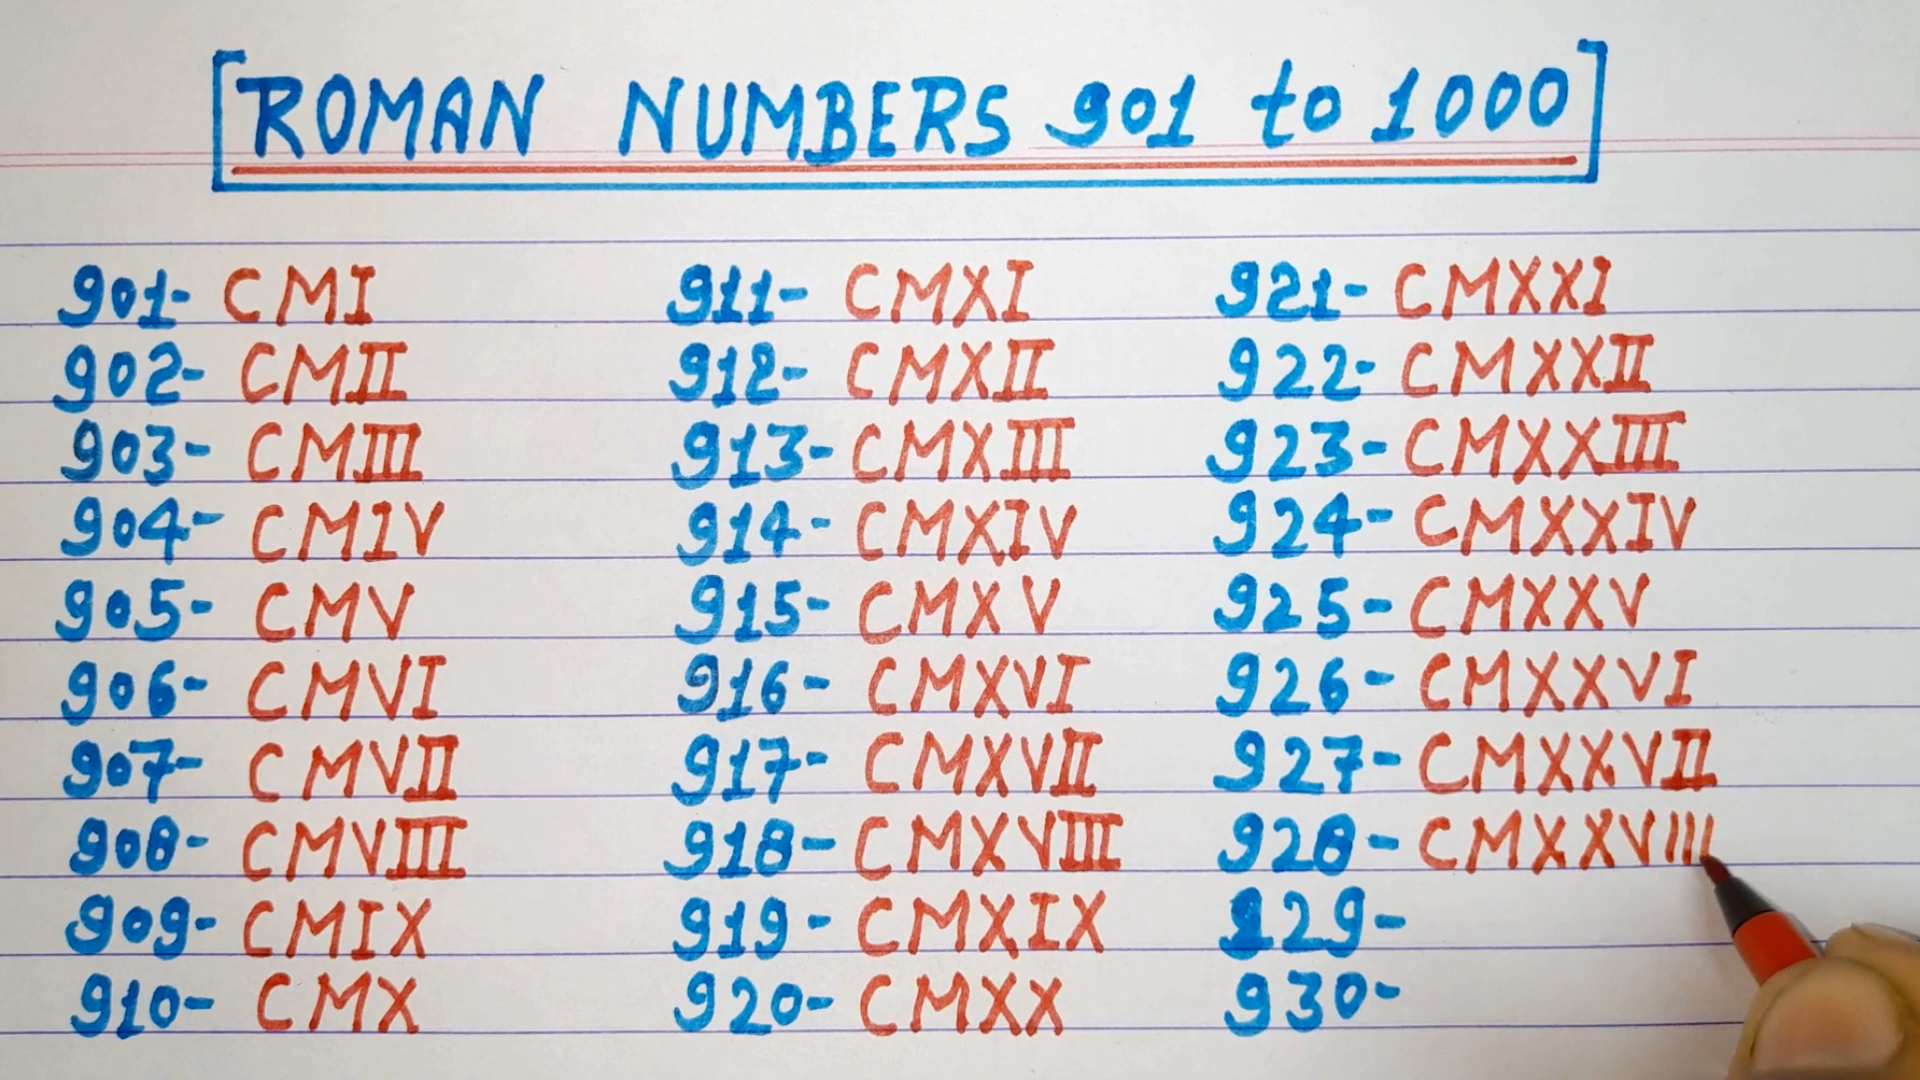 [ROMAN NUMBERS 901 to 1000]
901- CMI
902- CMII
903- CMIII
904- CMIV
905- CMV
906- CMVI
907- CMVII
908- CMVIII
909- CMIX
910- CMX
911- CMXI
912- CMXII
913- CMXIII
914- CMXIV
915- CMXV
916- CMXVI
917- CMXVII
918- CMXVIII
919- CMXIX
920- CMXX
921- CMXXI
922- CMXXII
923- CMXXIII
924- CMXXIV
925- CMXXV
926- CMXXVI
927- CMXXVII
928- CMXXVIII
929-
930-